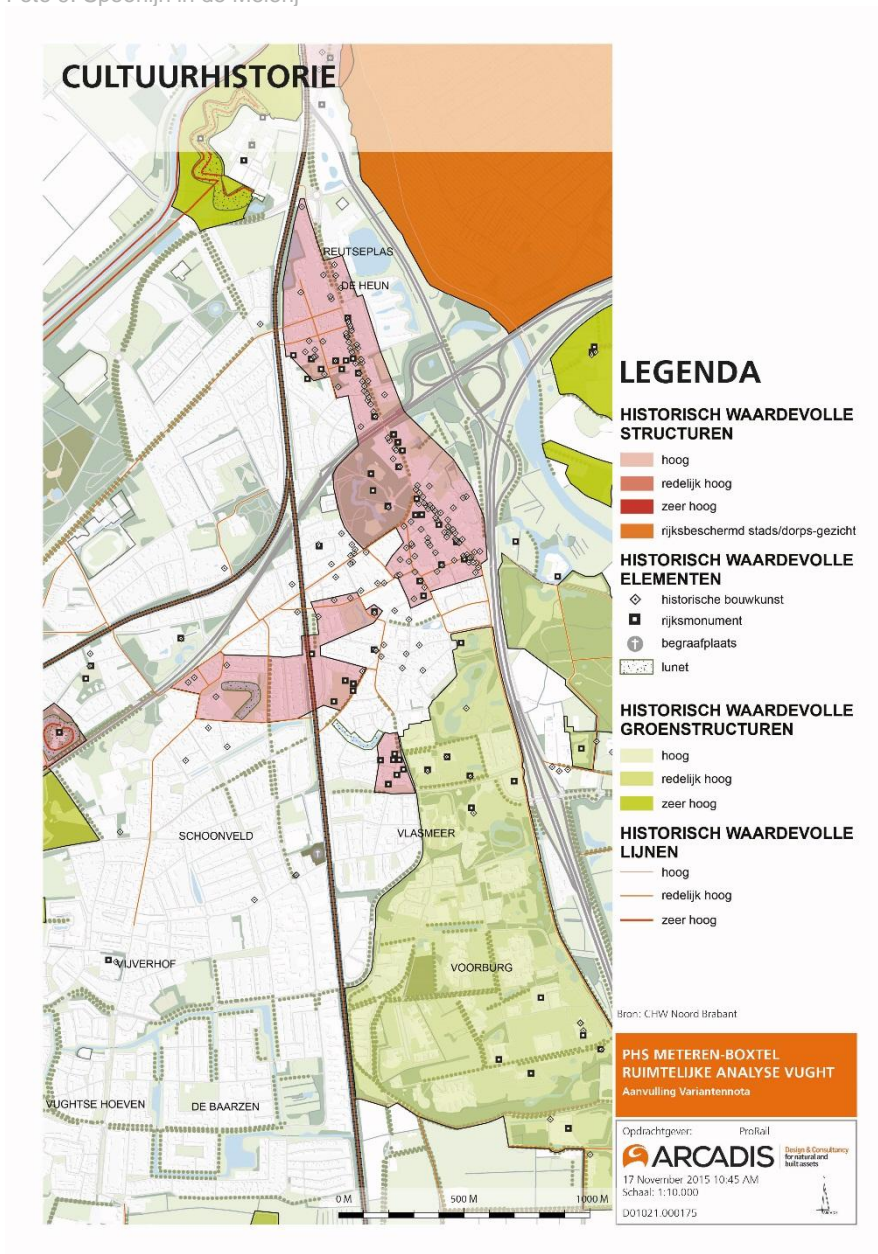 CULTUURHISTORIE
REUTSEPLAS
DE HEUN
SCHOONVELD
VLASMEER
VIJVERHOF
VOORBURG
VUGHTSE HOEVEN
DE BAARZEN
0 M
500 M
1000 M
LEGENDA
HISTORISCH WAARDEVOLLE
STRUCTUREN
hoog
redelijk hoog
zeer hoog
rijksbeschermd stads/dorps-gezicht
HISTORISCH WAARDEVOLLE
ELEMENTEN
historische bouwkunst
rijksmonument
begraafplaats
lunet
HISTORISCH WAARDEVOLLE
GROENSTRUCTUREN
hoog
redelijk hoog
zeer hoog
HISTORISCH WAARDEVOLLE
LIJNEN
hoog
redelijk hoog
zeer hoog
Bron: CHW Noord Brabant
PHS METEREN-BOXTEL
RUIMTELIJKE ANALYSE VUGHT
Aanvulling Variantennota
Opdrachtgever: ProRail
ARCADIS
Design & Consultancy
for natural and
built assets
17 November 2015 10:45 AM
Schaal: 1:10.000
D01021.000175